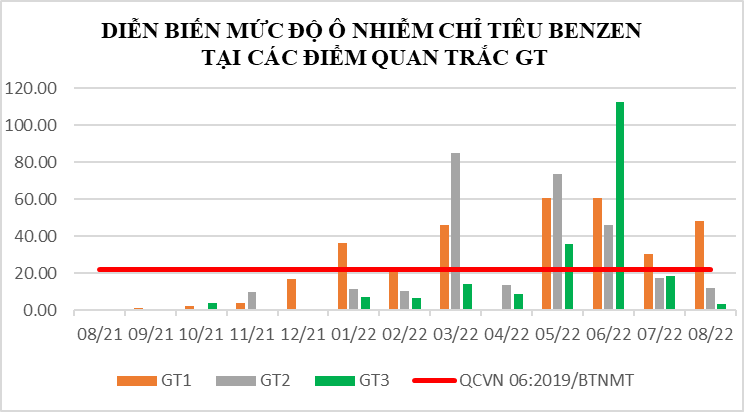 DIỄN BIẾN MỨC ĐỘ Ô NHIỄM CHỈ TIÊU BENZEN
TẠI CÁC ĐIỂM QUAN TRẮC GT
120.00
100.00
80.00
60.00
40.00
20.00
0.00
08/21 09/21 10/21 11/21 12/21 01/22 02/22 03/22 04/22 05/22 06/22 07/22 08/22
GT1 GT2 GT3 QCVN 06:2019/BTNMT